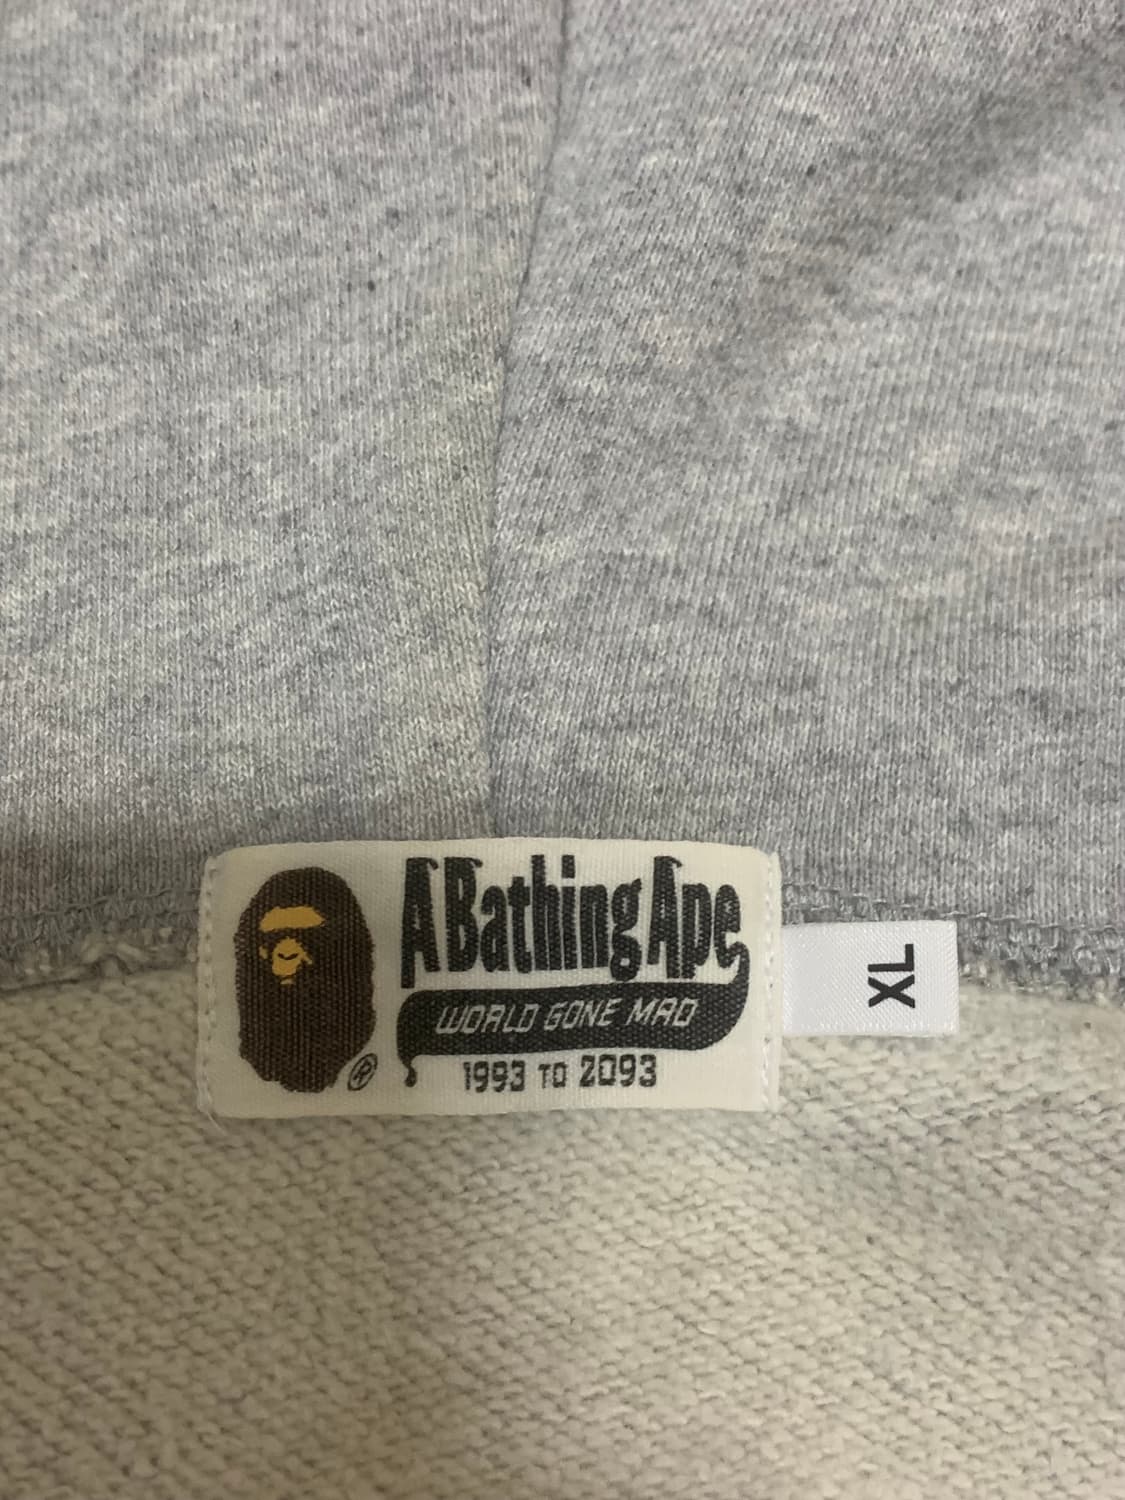 A Bathing Ape
WORLD GONE MAD
1993 TO 2093
XL